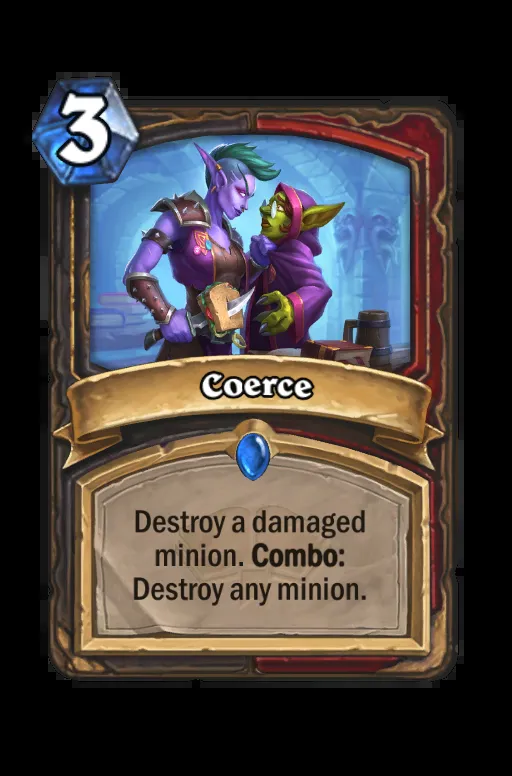 3
Coerce
Destroy a damaged
minion. Combo:
Destroy any minion.